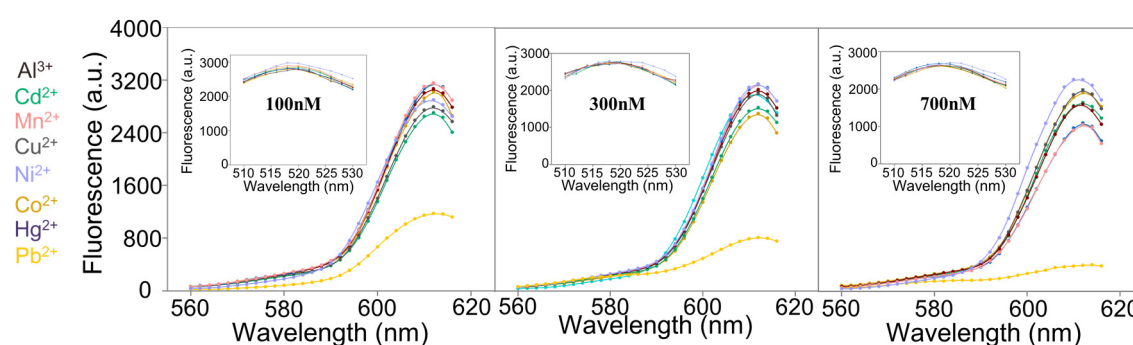 Al3+
Cd2+
Mn2+
Cu2+
Ni2+
Co2+
Hg2+
Pb2+
Fluorescence (a.u.)
4000
3200
2400
1600
800
0
560 580 600 620
Wavelength (nm)
Fluorescence (a.u.)
3000
2000
1000
0
100nM
510 515 520 525 530
Wavelength (nm)
560 580 600 620
Wavelength (nm)
Fluorescence (a.u.)
3000
2000
1000
0
300nM
510 515 520 525 530
Wavelength (nm)
560 580 600 620
Wavelength (nm)
Fluorescence (a.u.)
3000
2000
1000
0
700nM
510 515 520 525 530
Wavelength (nm)